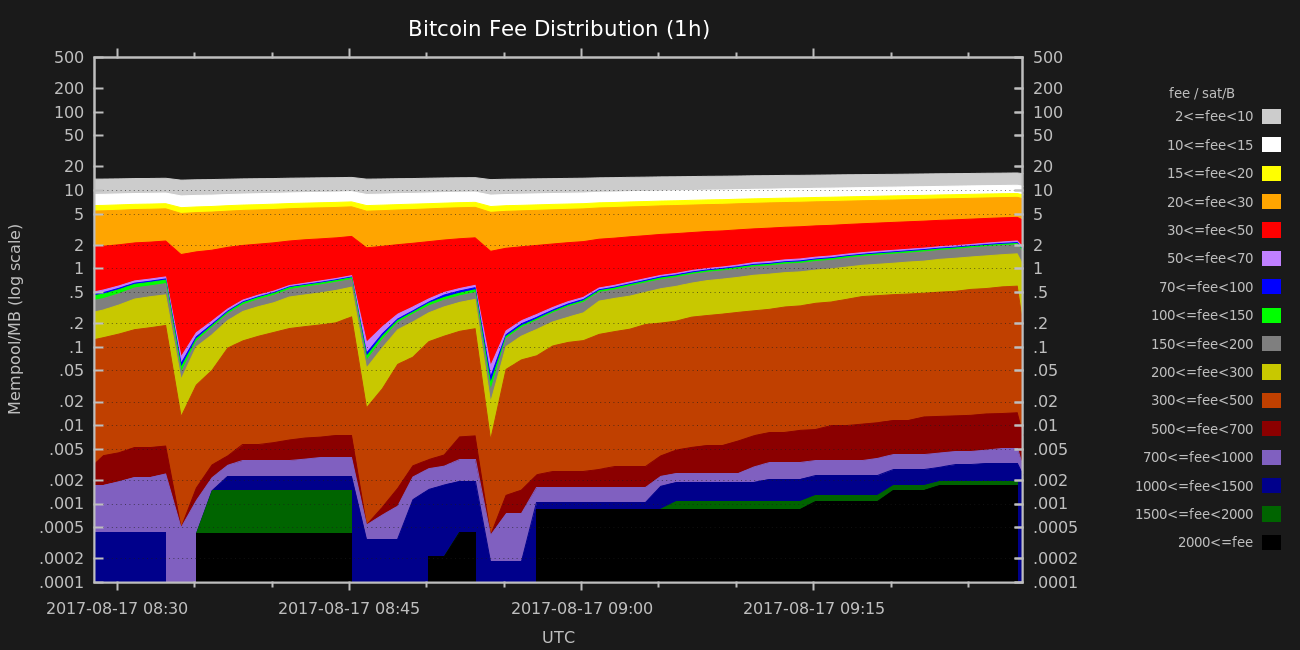 Bitcoin Fee Distribution (1h)
500 500
200 200
100 100
50 50
20 20
10 10
5 5
2 2
1 1
.5 .5
.2 .2
.1 .1
.05 .05
.02 .02
.01 .01
.005 .005
.002 .002
.001 .001
.0005 .0005
.0002 .0002
.0001 .0001
Mempool/MB (log scale)
2017-08-17 08:30 2017-08-17 08:45 2017-08-17 09:00 2017-08-17 09:15
UTC
fee / sat/B
2<=fee<10
10<=fee<15
15<=fee<20
20<=fee<30
30<=fee<50
50<=fee<70
70<=fee<100
100<=fee<150
150<=fee<200
200<=fee<300
300<=fee<500
500<=fee<700
700<=fee<1000
1000<=fee<1500
1500<=fee<2000
2000<=fee